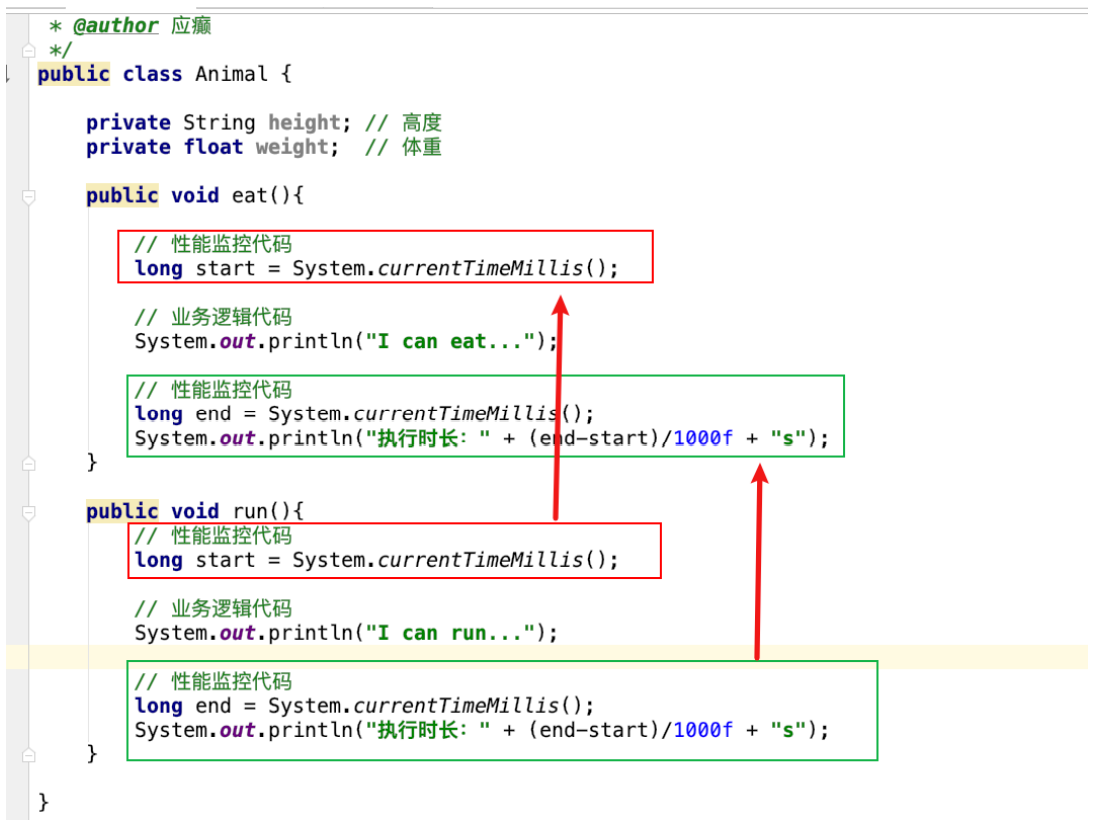 * @author 应癫
*/
public class Animal {
private String height; // 高度
private float weight;  // 体重
public void eat(){
// 性能监控代码
long start = System.currentTimeMillis();
// 业务逻辑代码
System.out.println("I can eat...");
// 性能监控代码
long end = System.currentTimeMillis();
System.out.println("执行时长：" + (end-start)/1000f + "s");
}
public void run(){
// 性能监控代码
long start = System.currentTimeMillis();
// 业务逻辑代码
System.out.println("I can run...");
// 性能监控代码
long end = System.currentTimeMillis();
System.out.println("执行时长：" + (end-start)/1000f + "s");
}
}